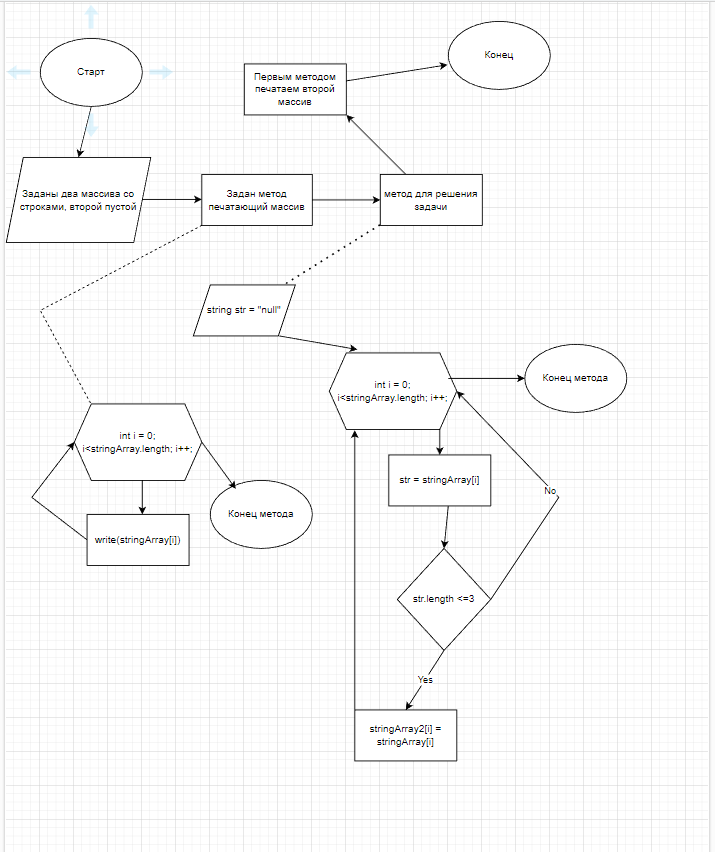 Старт
Конец
Первым методом
печатаем второй
массив
Заданы два массива со
строками, второй пустой
Задан метод
печатающий массив
метод для решения
задачи
string str = "null"
int i = 0;
i<stringArray.length; i++;
Конец метода
int i = 0;
i<stringArray.length; i++;
str = stringArray[i]
No
Конец метода
write(stringArray[i])
str.length <=3
Yes
stringArray2[i] =
stringArray[i]